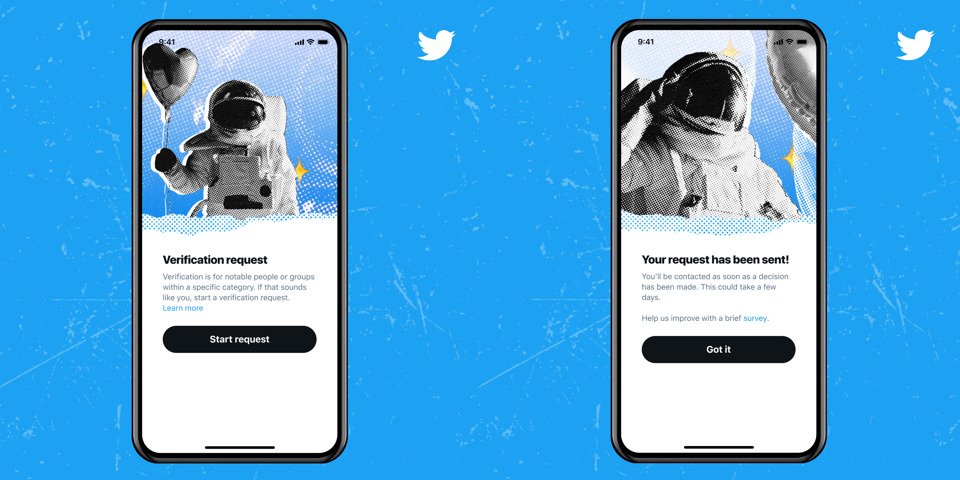 9:41
Verification request
Verification is for notable people or groups
within a specific category. If that sounds
like you, start a verification request.
Learn more
Start request
9:41
Your request has been sent!
You'll be contacted as soon as a decision
has been made. This could take a few
days.
Help us improve with a brief survey.
Got it